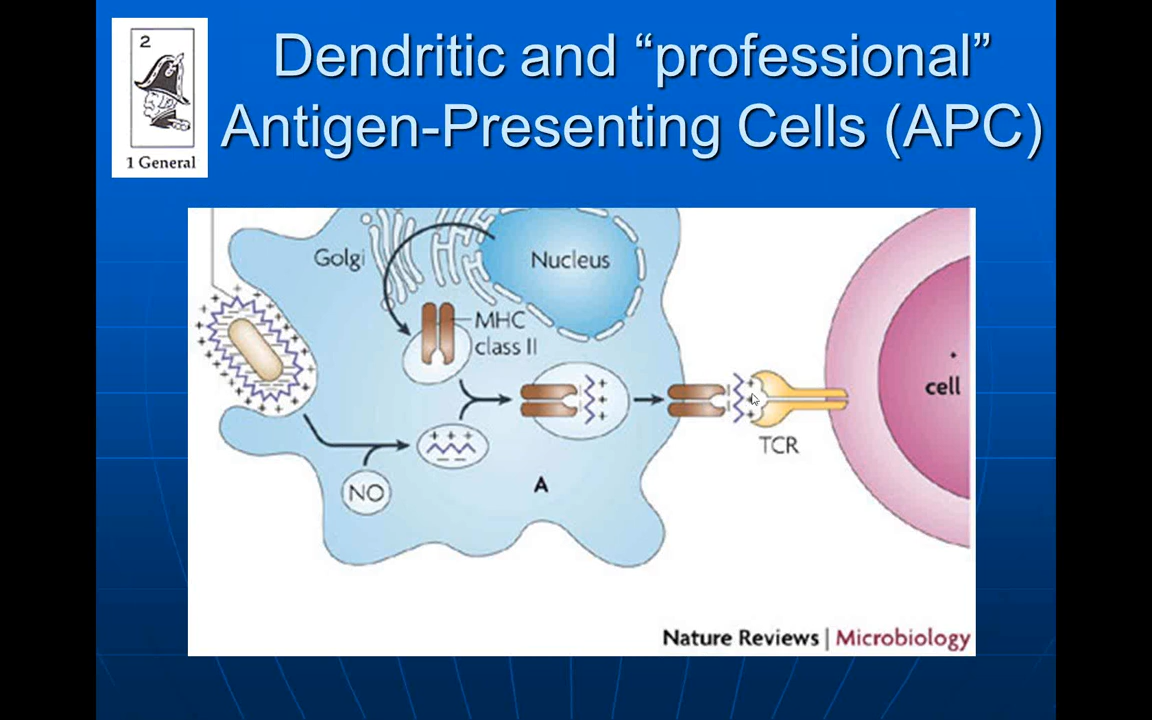 2
1 General
Dendritic and “professional”
Antigen-Presenting Cells (APC)
Golgi
Nucleus
MHC
class II
cell
TCR
A
NO
Nature Reviews | Microbiology